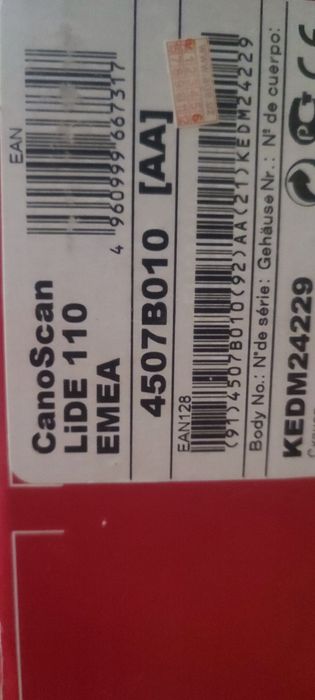 EAN
4 960999 667317
CanoScan
LiDE 110
EMEA
4507B010 [AA]
EAN128
(91)4507B010(92)AA(21)KEDM24229
Body No.: N°de série: Gehäuse Nr.: Nº de cuerpo:
KEDM24229